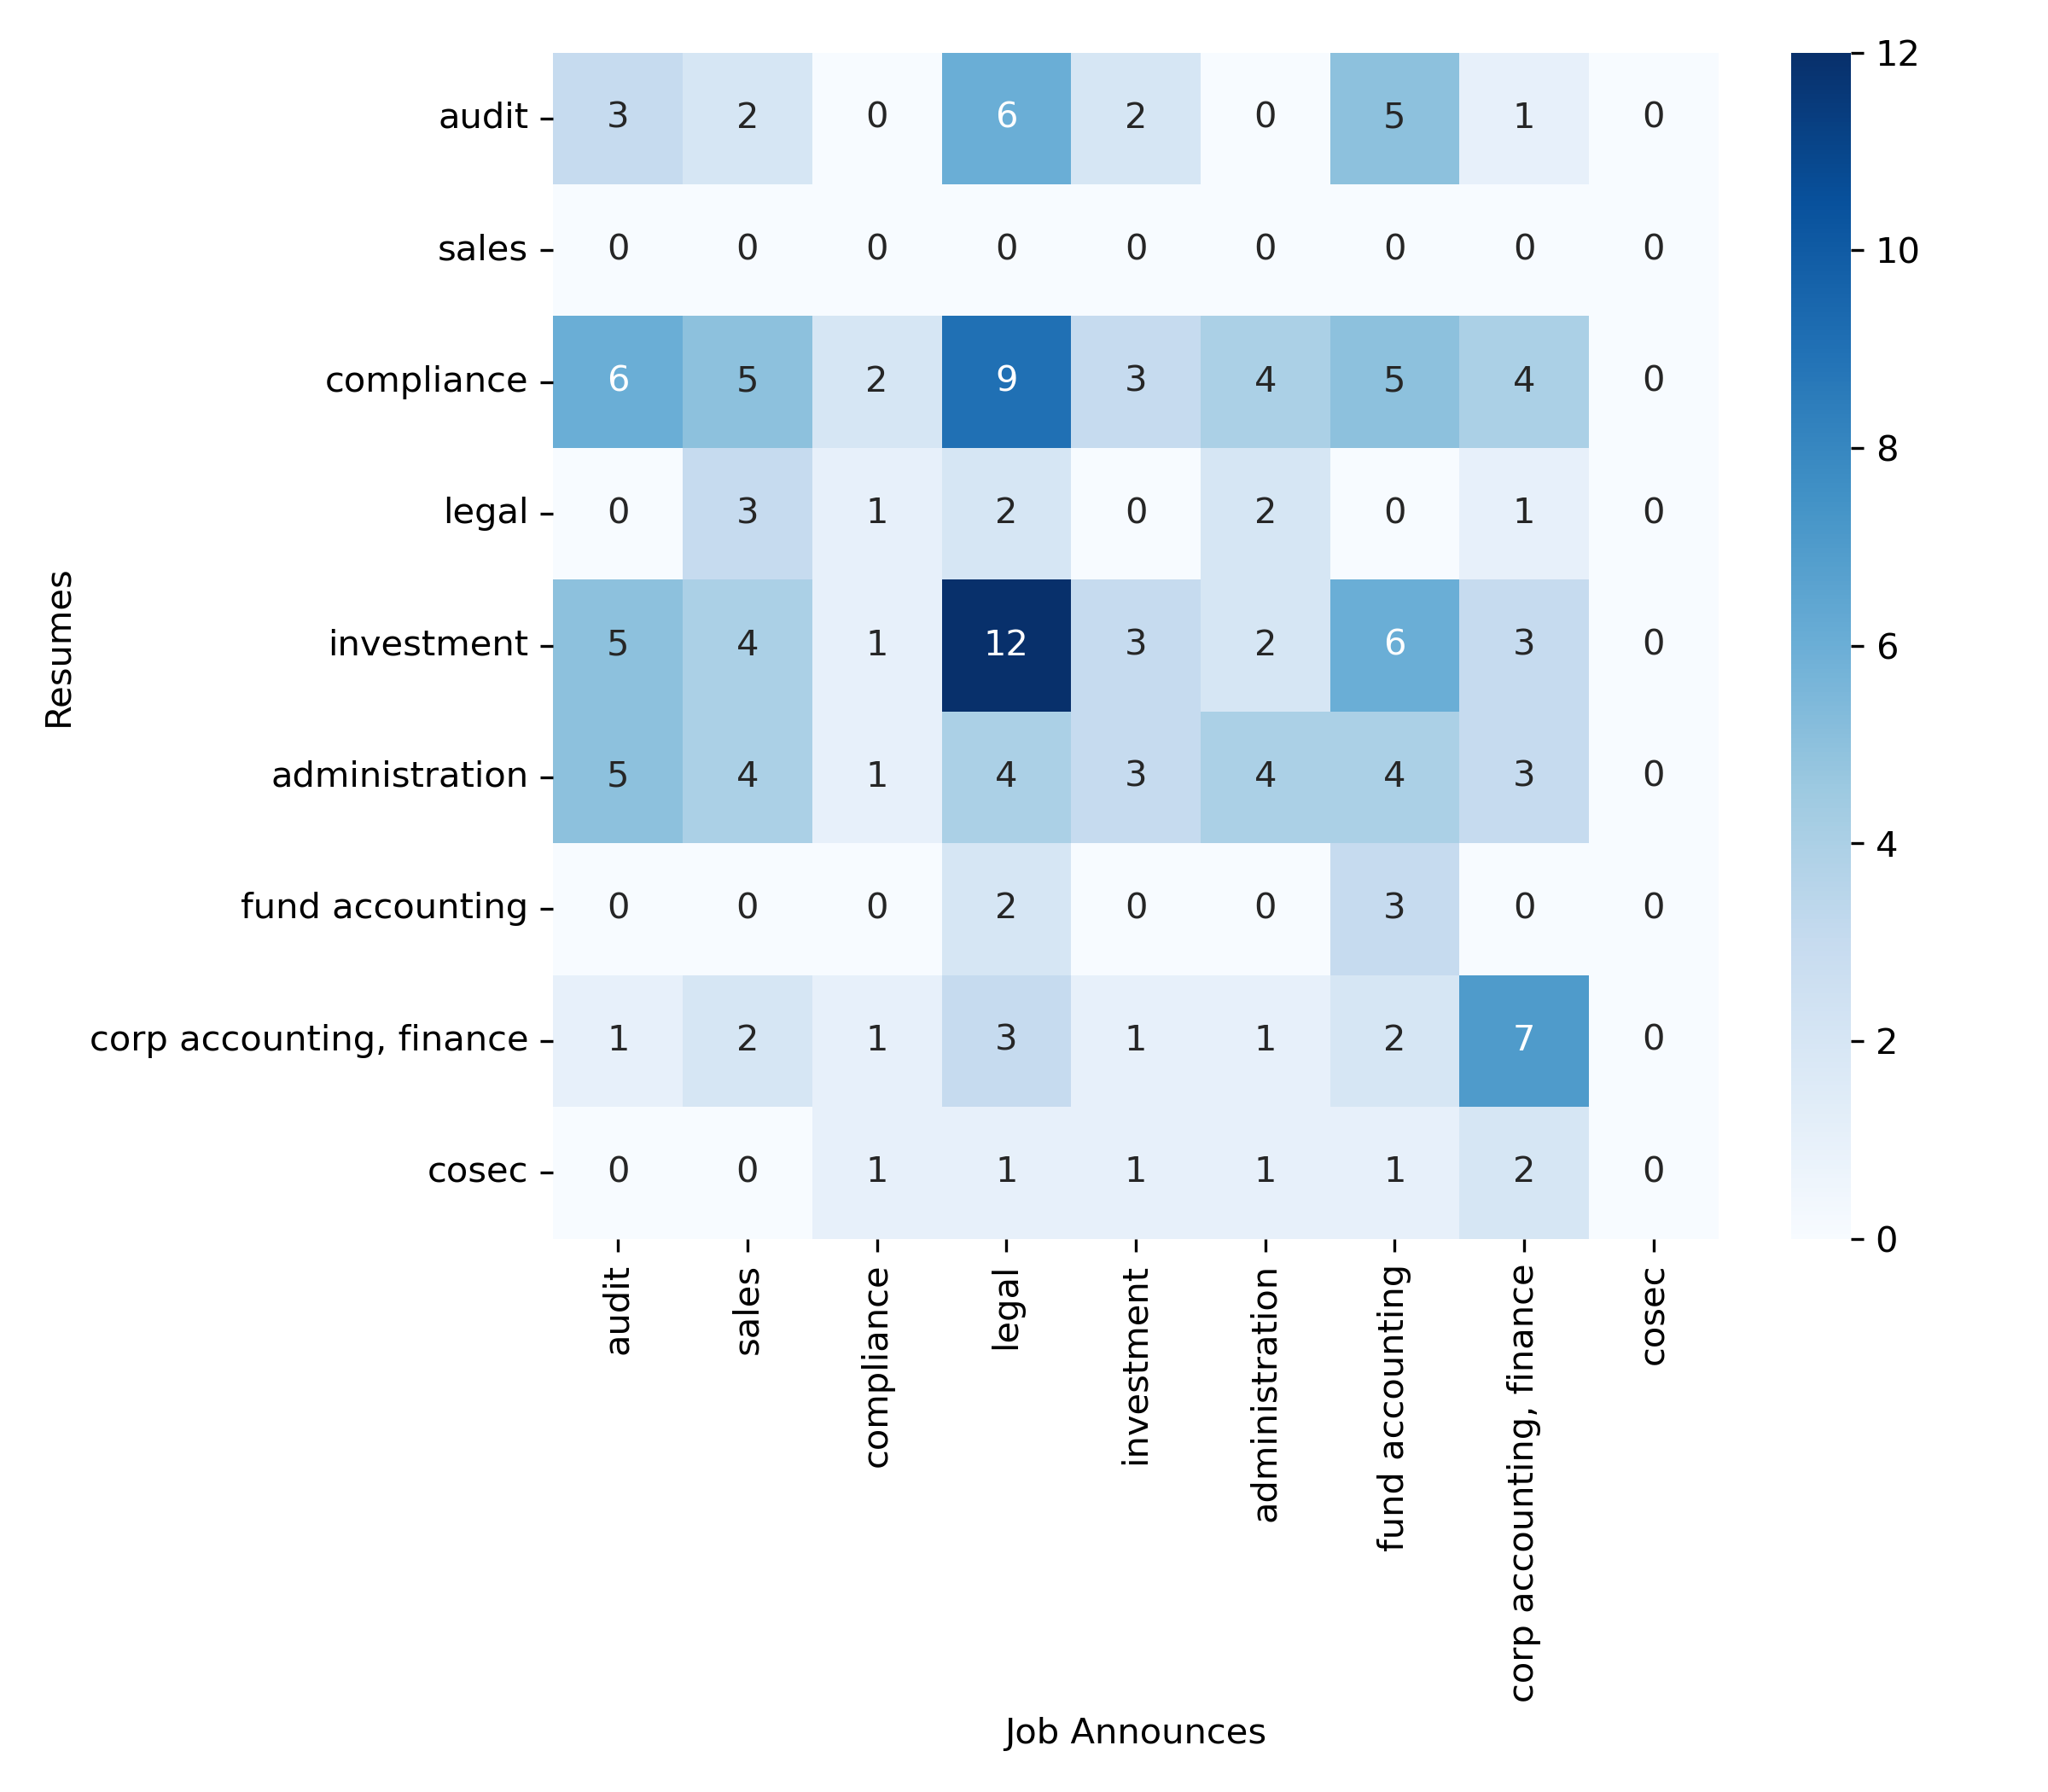 audit 3 2 0 6 2 0 5 1 0
sales 0 0 0 0 0 0 0 0 0
compliance 6 5 2 9 3 4 5 4 0
legal 0 3 1 2 0 2 0 1 0
investment 5 4 1 12 3 2 6 3 0
administration 5 4 1 4 3 4 4 3 0
fund accounting 0 0 0 2 0 0 3 0 0
corp accounting, finance 1 2 1 3 1 1 2 7 0
cosec 0 0 1 1 1 1 1 2 0
Resumes
audit
sales
compliance
legal
investment
administration
fund accounting
corp accounting, finance
cosec
Job Announces
12
10
8
6
4
2
0